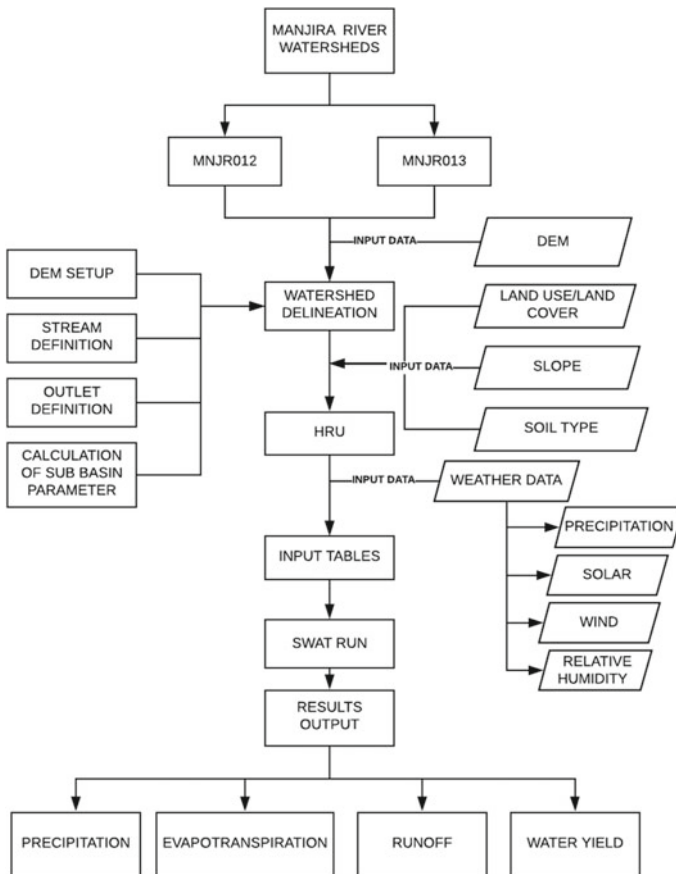 MANJIRA RIVER
WATERSHEDS
MNJR012
MNJR013
INPUT DATA
DEM
DEM SETUP
WATERSHED
DELINEATION
LAND USE/LAND
COVER
STREAM
DEFINITION
INPUT DATA
SLOPE
OUTLET
DEFINITION
HRU
SOIL TYPE
CALCULATION
OF SUB BASIN
PARAMETER
INPUT DATA
WEATHER DATA
PRECIPITATION
INPUT TABLES
SOLAR
WIND
SWAT RUN
RELATIVE
HUMIDITY
RESULTS
OUTPUT
PRECIPITATION
EVAPOTRANSPIRATION
RUNOFF
WATER YIELD